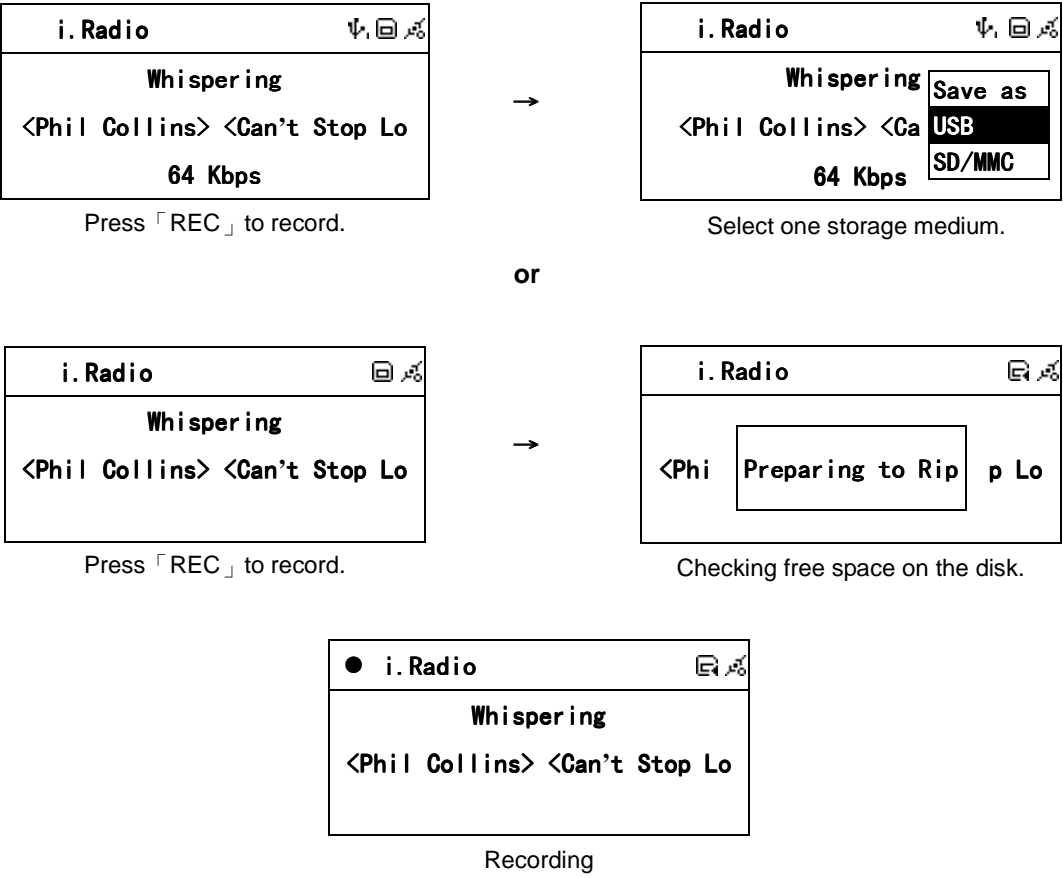 i.Radio
Whispering
<Phil Collins> <Can't Stop Lo
64 Kbps
Press「REC」to record.
→
i.Radio
Whispering
<Phil Collins> <Ca
64 Kbps
Save as
USB
SD/MMC
Select one storage medium.
or
i.Radio
Whispering
<Phil Collins> <Can't Stop Lo
Press「REC」to record.
→
i.Radio
<Phi Preparing to Rip p Lo
Checking free space on the disk.
● i.Radio
Whispering
<Phil Collins> <Can't Stop Lo
Recording